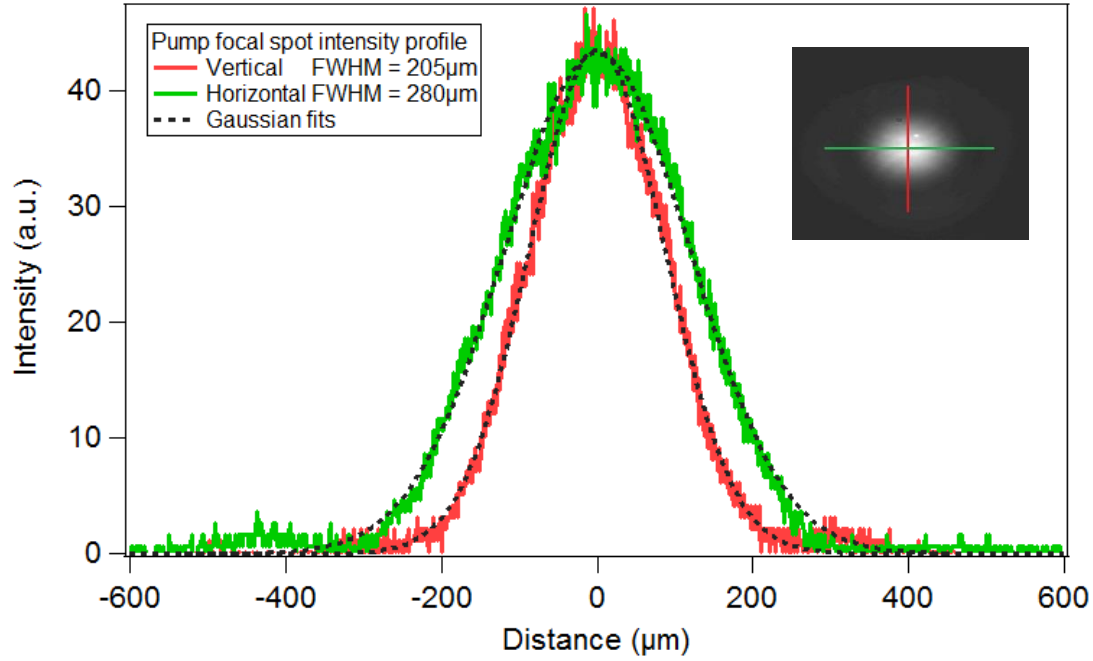 Pump focal spot intensity profile
Vertical FWHM = 205µm
Horizontal FWHM = 280µm
Gaussian fits
Intensity (a.u.)
40
30
20
10
0
-600 -400 -200 0 200 400 600
Distance (µm)